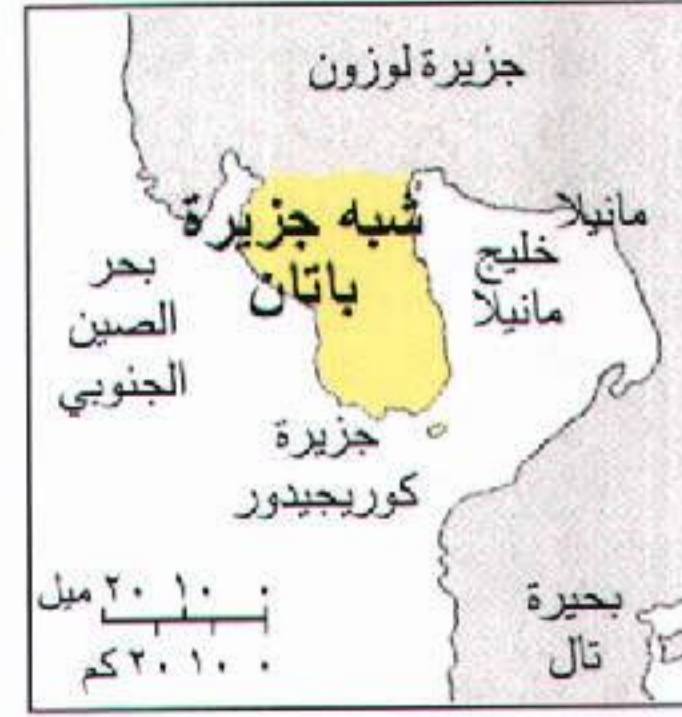 جزيرة لوزون
مانيلا
شبه جزيرة
باتان
خليج
مانيلا
بحر
الصين
الجنوبي
جزيرة
كوريجيدور
بحيرة
تال
٠ ١٠ ٢٠ ميل
٠ ١٠ ٢٠ كم